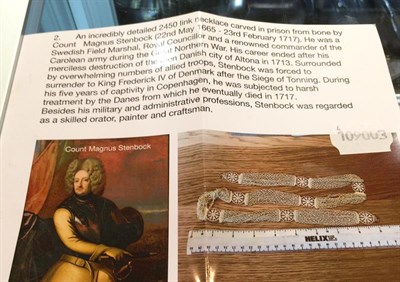 2. An incredibly detailed 2450 link necklace carved in prison from bone by
Count Magnus Stenbock (22nd May 1665 - 23rd February 1717). He was a
Swedish Field Marshal, Royal Councillor and a renowned commander of the
Carolean army during the Great Northern War. His career ended after his
merciless destruction of the Danish city of Altona in 1713. Surrounded
by overwhelming numbers of allied troops, Stenbock was forced to
surrender to King Frederick IV of Denmark after the Siege of Tonning. During
his five years of captivity in Copenhagen, he was subjected to harsh
treatment by the Danes from which he eventually died in 1717.
Besides his military and administrative professions, Stenbock was regarded
as a skilled orator, painter and craftsman.
Count Magnus Stenbock
HELIX